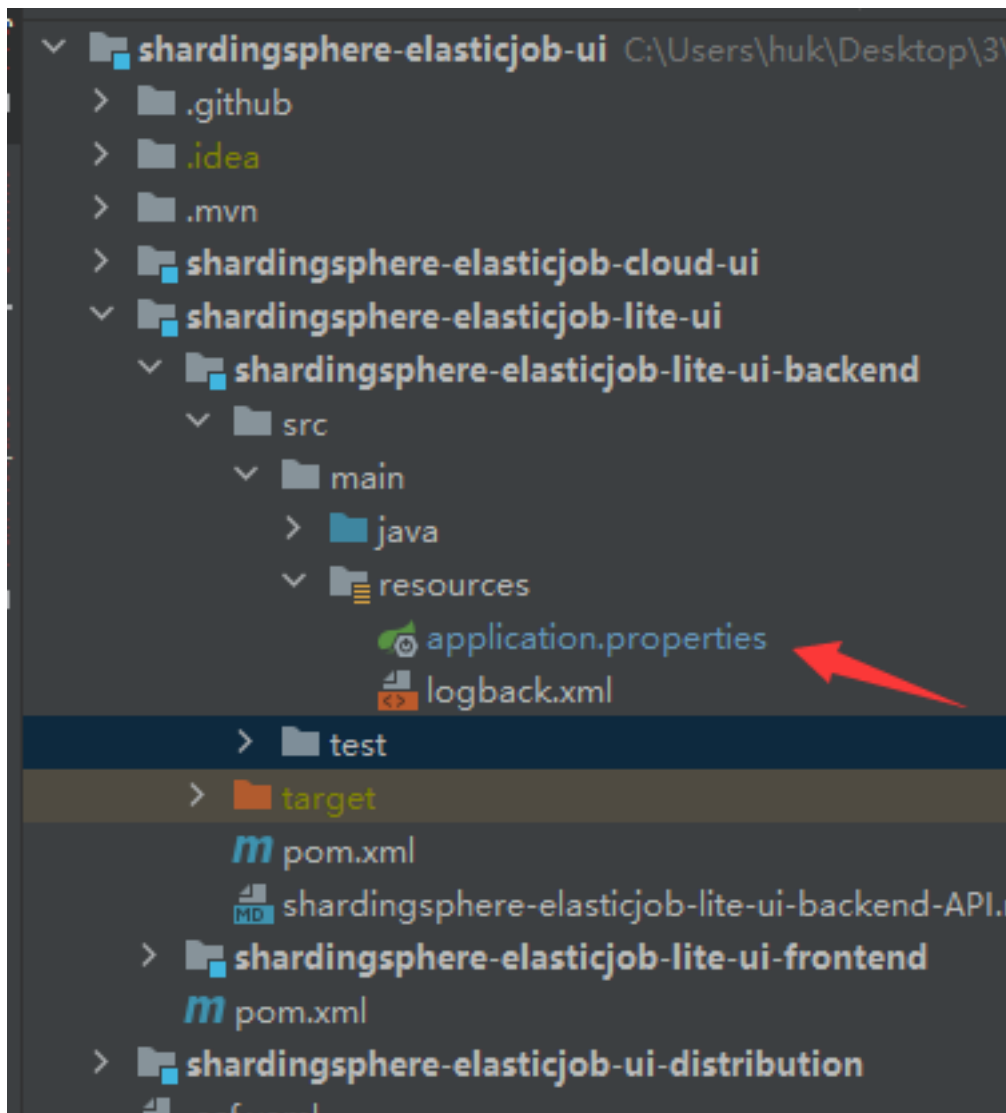 shardingsphere-elasticjob-ui C:\Users\huk\Desktop\3\
.github
.idea
.mvn
shardingsphere-elasticjob-cloud-ui
shardingsphere-elasticjob-lite-ui
shardingsphere-elasticjob-lite-ui-backend
src
main
java
resources
application.properties
logback.xml
test
target
m pom.xml
MD shardingsphere-elasticjob-lite-ui-backend-API.
shardingsphere-elasticjob-lite-ui-frontend
m pom.xml
shardingsphere-elasticjob-ui-distribution